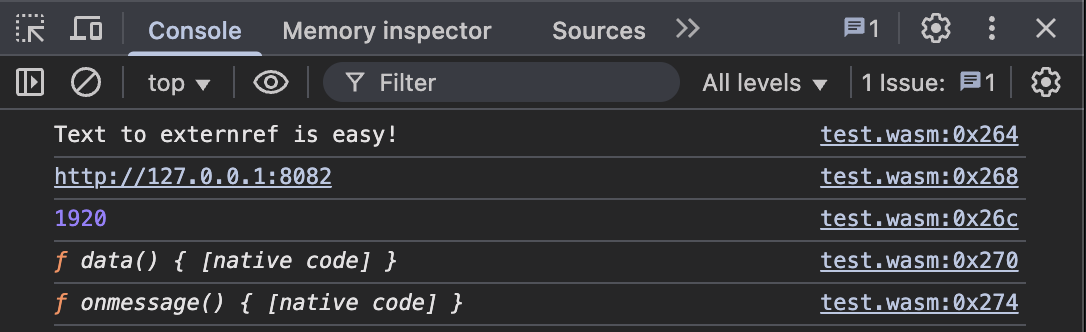 Console Memory inspector Sources 1
top Filter All levels 1 Issue: 1
Text to externref is easy! test.wasm:0x264
http://127.0.0.1:8082 test.wasm:0x268
1920 test.wasm:0x26c
ƒ data() { [native code] } test.wasm:0x270
ƒ onmessage() { [native code] } test.wasm:0x274